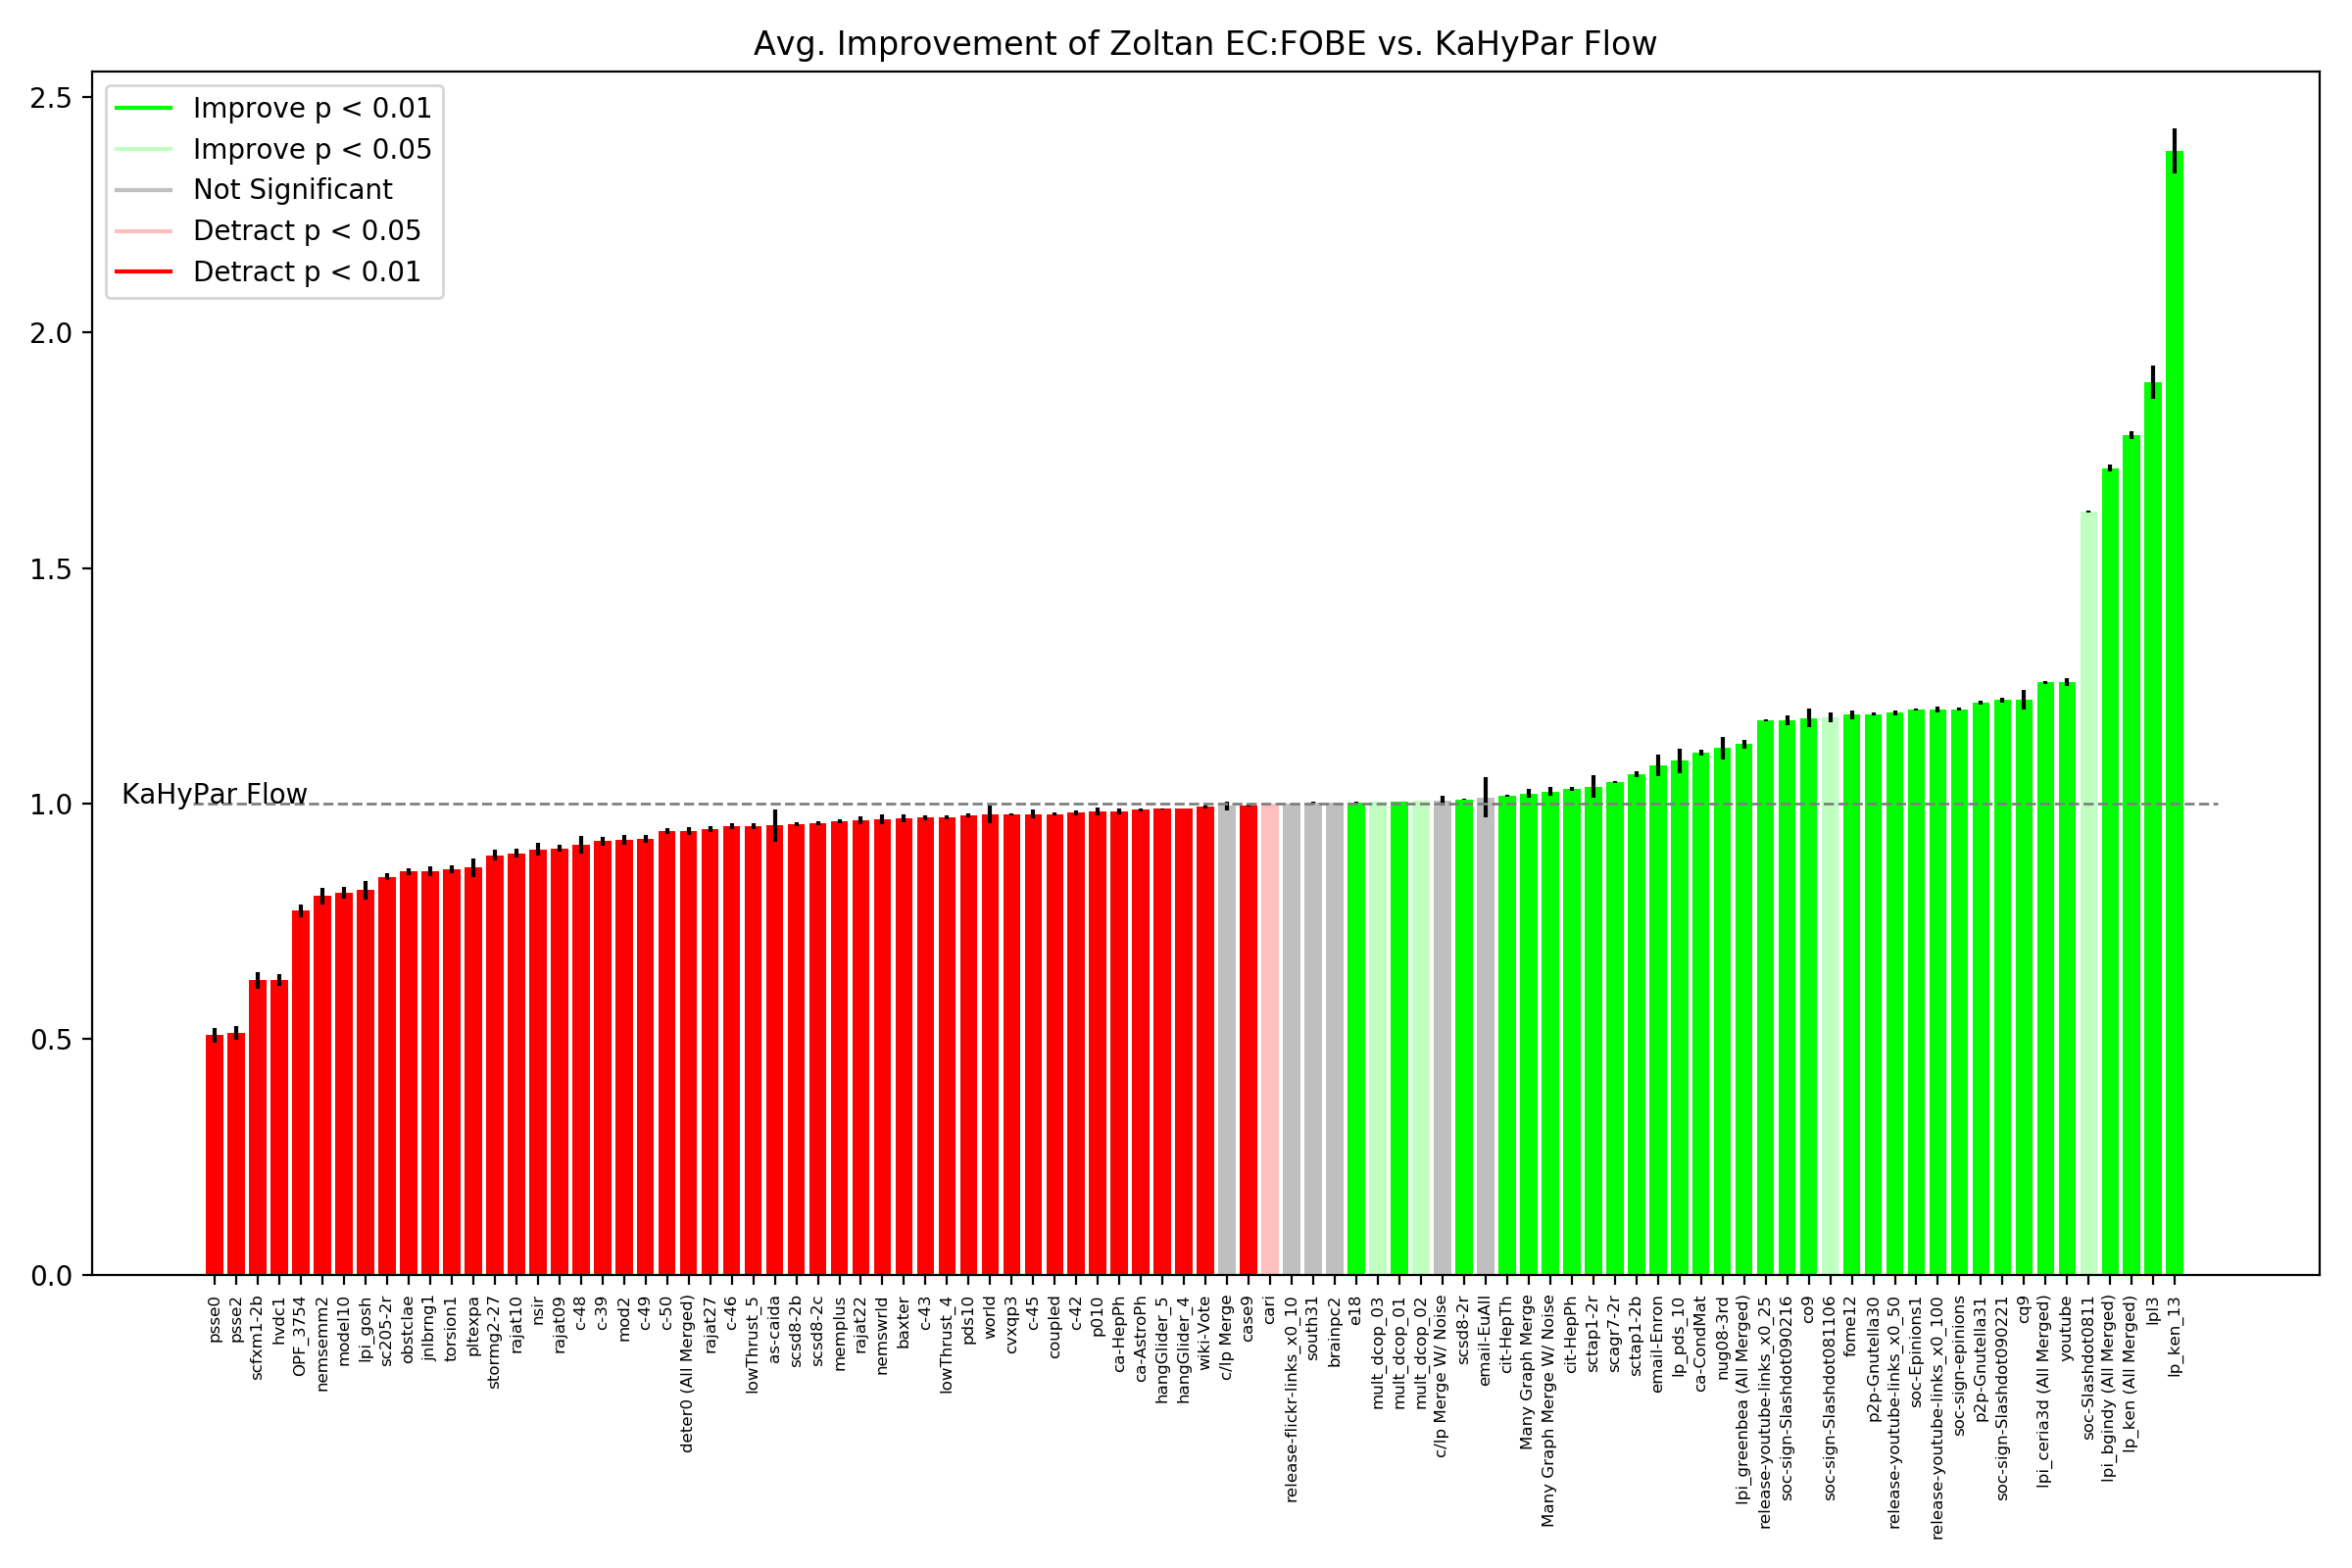 Avg. Improvement of Zoltan EC:FOBE vs. KaHyPar Flow
Improve p < 0.01
Improve p < 0.05
Not Significant
Detract p < 0.05
Detract p < 0.01
2.5
2.0
1.5
1.0
0.5
0.0
KaHyPar Flow
psse0
psse2
scfxm1-2b
hvdc1
OPF_3754
nemsemm2
model10
lpi_gosh
sc205-2r
obstclae
jnlbrng1
torsion1
pltexpa
stormg2-27
rajat10
nsir
rajat09
c-48
c-39
mod2
c-49
c-50
deter0 (All Merged)
rajat27
c-46
lowThrust_5
as-caida
scsd8-2b
scsd8-2c
memplus
rajat22
nemswrld
baxter
c-43
lowThrust_4
pds10
world
cvxqp3
c-45
coupled
c-42
p010
ca-HepPh
ca-AstroPh
hangGlider_5
hangGlider_4
wiki-Vote
c/lp Merge
case9
cari
release-flickr-links_x0_10
south31
brainpc2
e18
mult_dcop_03
mult_dcop_01
mult_dcop_02
c/lp Merge W/ Noise
scsd8-2r
email-EuAll
cit-HepTh
Many Graph Merge
Many Graph Merge W/ Noise
cit-HepPh
sctap1-2r
scagr7-2r
sctap1-2b
email-Enron
lp_pds_10
ca-CondMat
nug08-3rd
lpi_greenbea (All Merged)
release-youtube-links_x0_25
soc-sign-Slashdot090216
co9
soc-sign-Slashdot081106
fome12
p2p-Gnutella30
release-youtube-links_x0_50
soc-Epinions1
release-youtube-links_x0_100
soc-sign-epinions
p2p-Gnutella31
soc-sign-Slashdot090221
cq9
lpi_ceria3d (All Merged)
youtube
soc-Slashdot0811
lpi_bgindy (All Merged)
lp_ken (All Merged)
lpl3
lp_ken_13